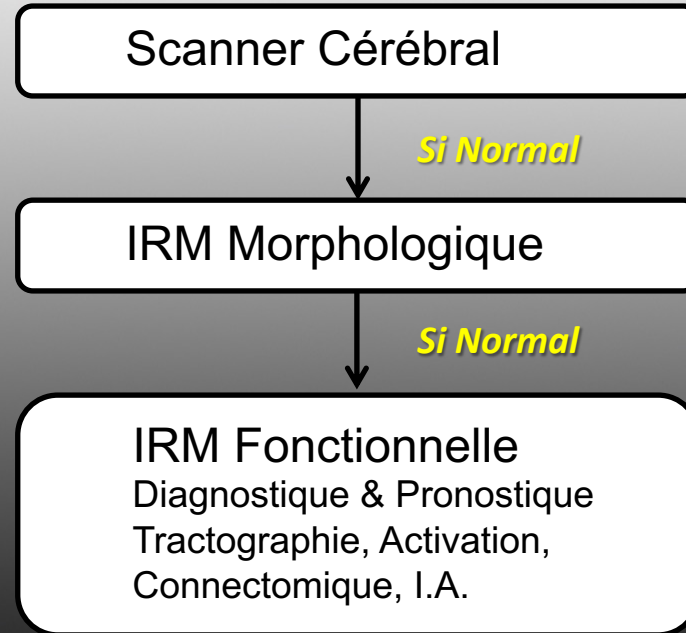 Scanner Cérébral
Si Normal
IRM Morphologique
Si Normal
IRM Fonctionnelle
Diagnostique & Pronostique
Tractographie, Activation,
Connectomique, I.A.